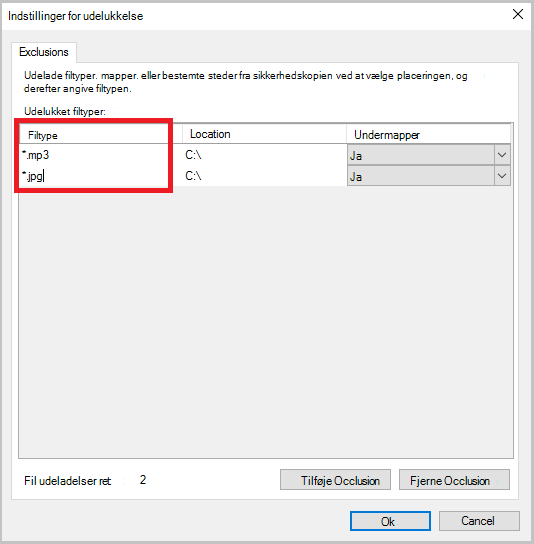 Indstillinger for udelukkelse
Exclusions
Udelade filtyper. mapper. eller bestemte steder fra sikkerhedskopien ved at vælge placeringen, og
derefter angive filtypen.
Udelukket filtyper:
Filtype Location Undermapper
*.mp3 C:\ Ja
*.jpg C:\ Ja
Fil udeladelser ret 2
Tilføje Occlusion Fjerne Occlusion
Ok Cancel